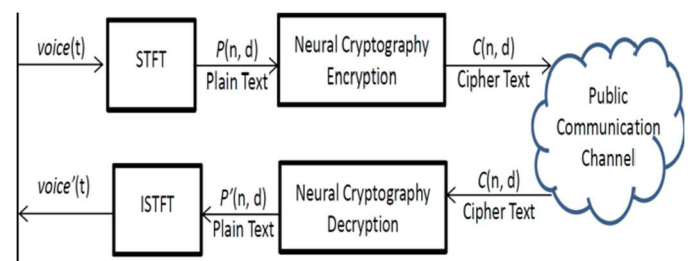 voice(t)
STFT
P(n, d)
Plain Text
Neural Cryptography
Encryption
C(n, d)
Cipher Text
Public
Communication
Channel
voice'(t)
ISTFT
P'(n, d)
Plain Text
Neural Cryptography
Decryption
C(n, d)
Cipher Text